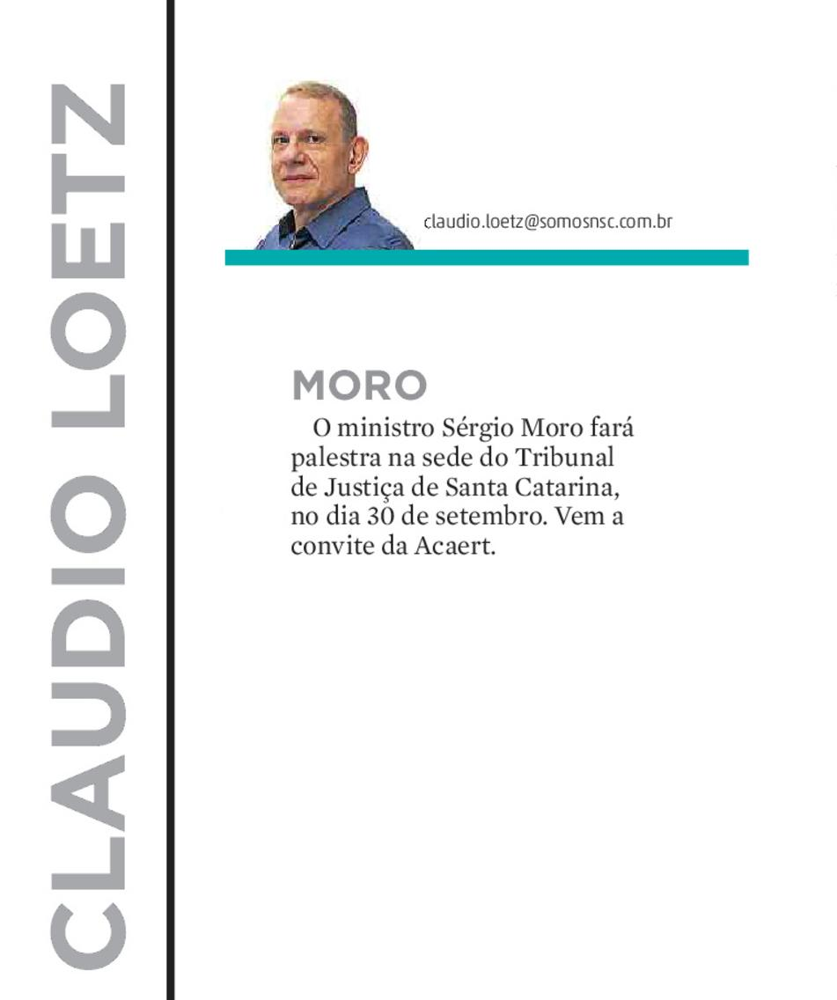 CLAUDIO LOETZ
claudio.loetz@somosnsc.com.br
MORO
O ministro Sérgio Moro fará
palestra na sede do Tribunal
de Justiça de Santa Catarina,
no dia 30 de setembro. Vem a
convite da Acaert.